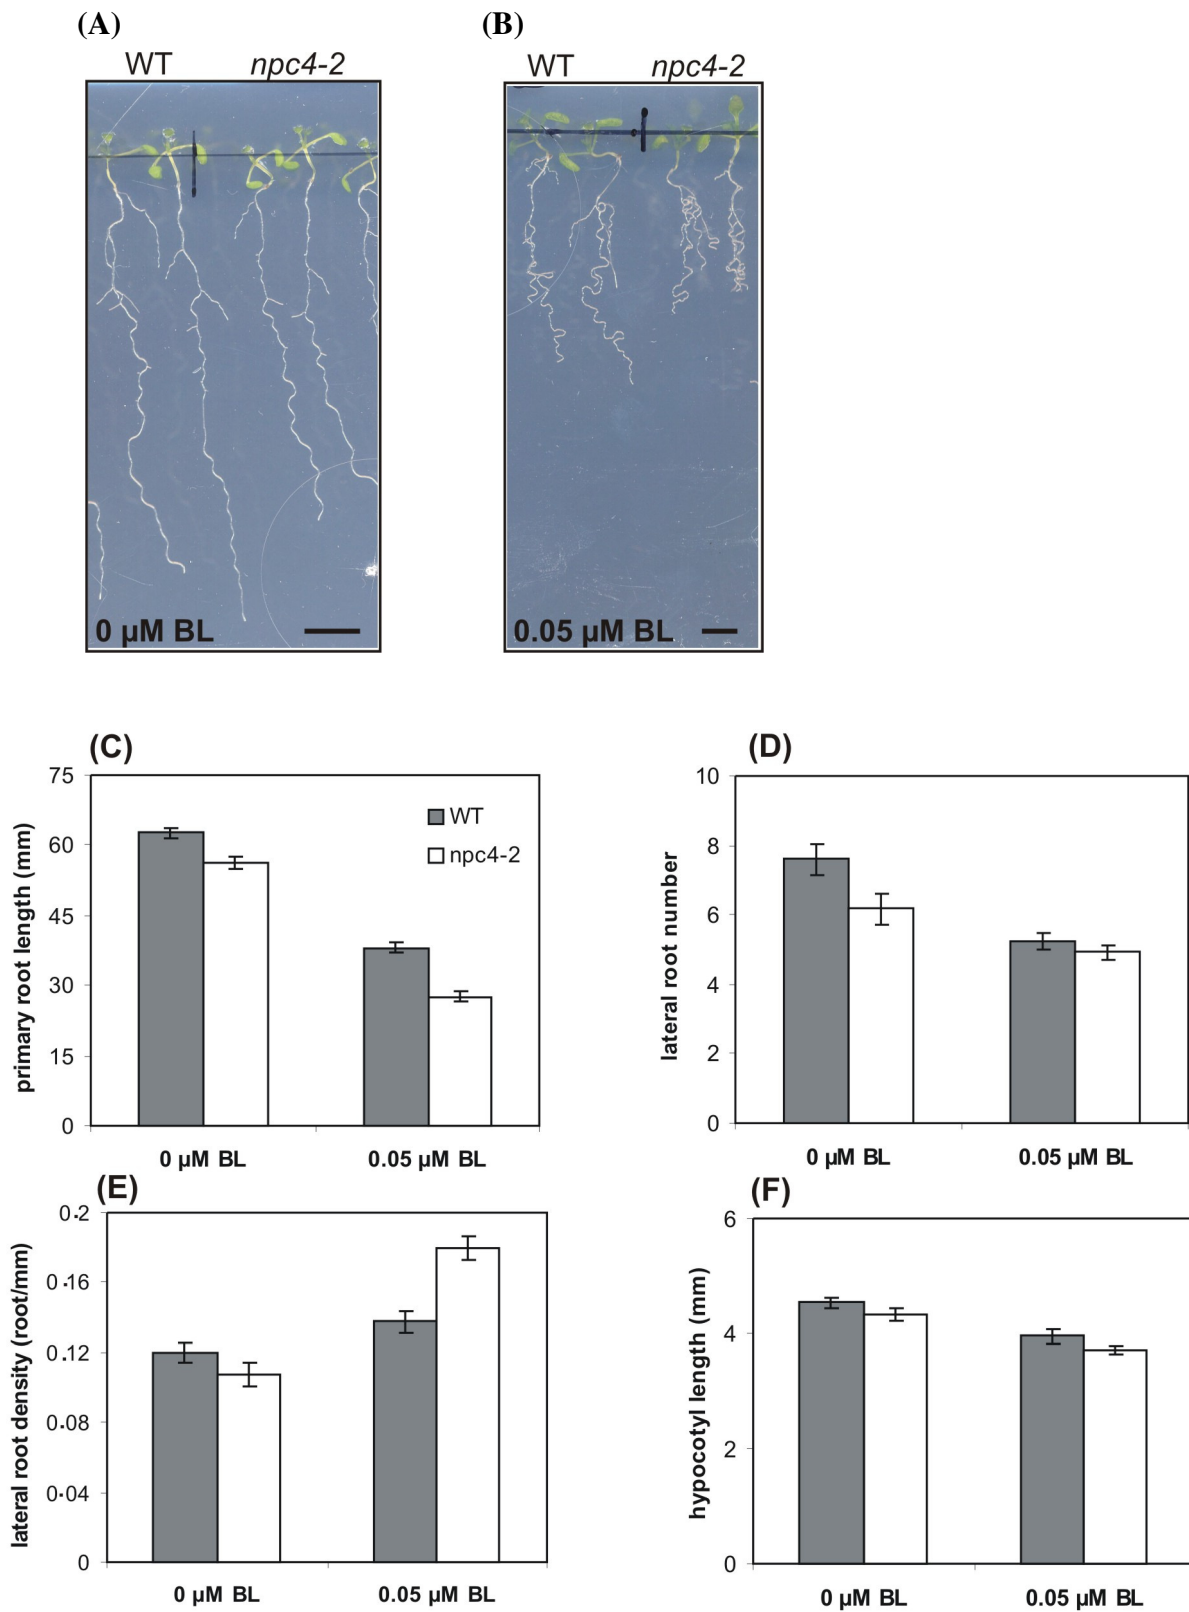 (A) (B)
WT npc4-2 WT npc4-2
0 µM BL 0.05 µM BL
(C)
75
60
45
30
15
0
primary root length (mm)
WT
npc4-2
0 µM BL 0.05 µM BL
(D)
10
8
6
4
2
0
lateral root number
0 µM BL 0.05 µM BL
(E)
0.2
0.16
0.12
0.08
0.04
0
lateral root density (root/mm)
0 µM BL 0.05 µM BL
(F)
6
4
2
0
hypocotyl length (mm)
0 µM BL 0.05 µM BL